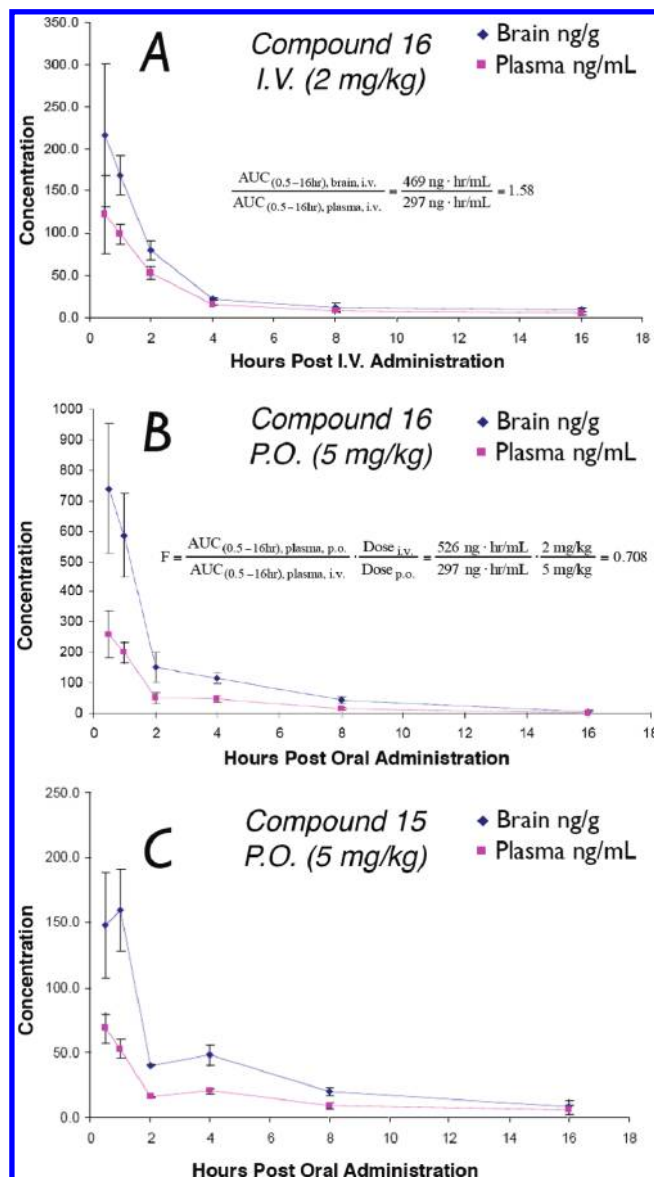 A
Compound 16
I.V. (2 mg/kg)
Brain ng/g
Plasma ng/mL
AUC(0.5–16hr), brain, i.v. / AUC(0.5–16hr), plasma, i.v. = 469 ng · hr/mL / 297 ng · hr/mL = 1.58
Concentration
350.0
300.0
250.0
200.0
150.0
100.0
50.0
0.0
0 2 4 6 8 10 12 14 16 18
Hours Post I.V. Administration
B
Compound 16
P.O. (5 mg/kg)
Brain ng/g
Plasma ng/mL
F = AUC(0.5–16hr), plasma, p.o. / AUC(0.5–16hr), plasma, i.v. · Dose i.v. / Dose p.o. = 526 ng · hr/mL / 297 ng · hr/mL · 2 mg/kg / 5 mg/kg = 0.708
Concentration
1000
900
800
700
600
500
400
300
200
100
0
0 2 4 6 8 10 12 14 16 18
Hours Post Oral Administration
C
Compound 15
P.O. (5 mg/kg)
Brain ng/g
Plasma ng/mL
Concentration
250.0
200.0
150.0
100.0
50.0
0.0
0 2 4 6 8 10 12 14 16 18
Hours Post Oral Administration